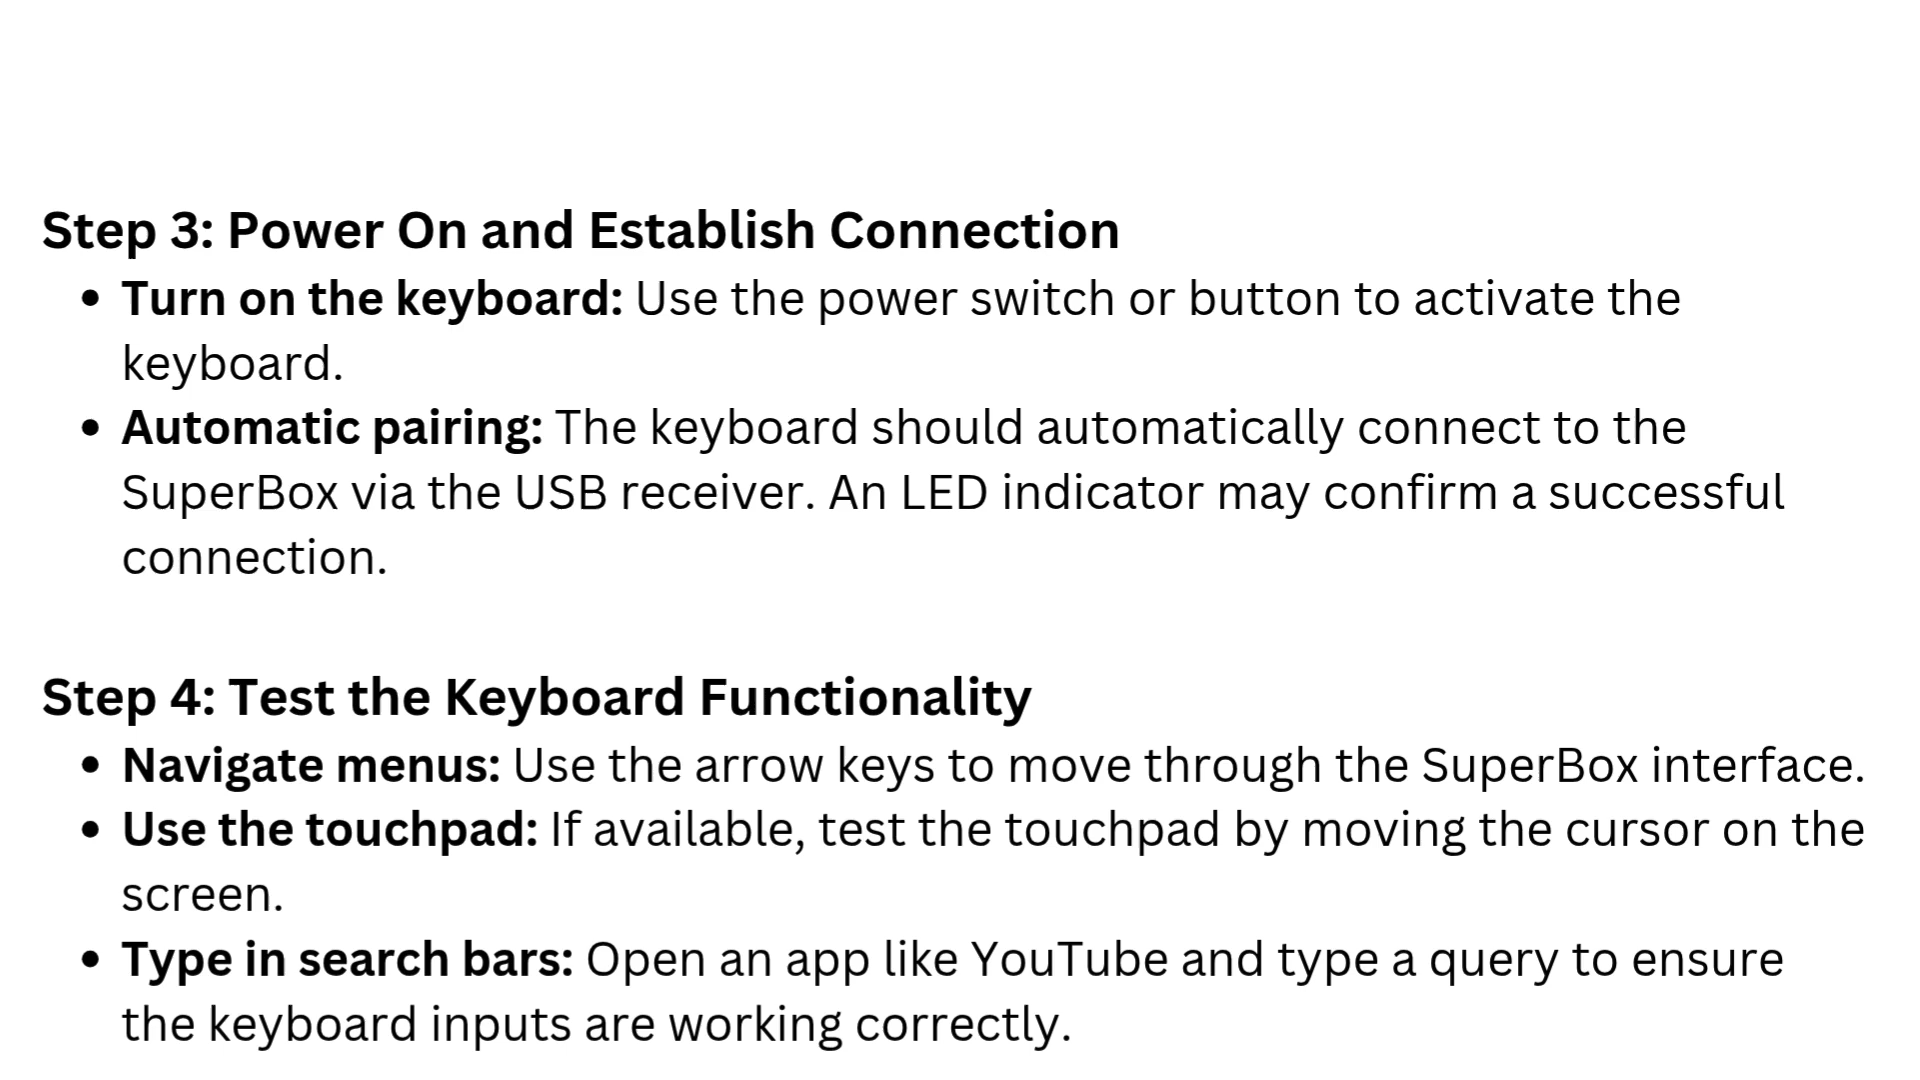 Step 3: Power On and Establish Connection
• Turn on the keyboard: Use the power switch or button to activate the
keyboard.
• Automatic pairing: The keyboard should automatically connect to the
SuperBox via the USB receiver. An LED indicator may confirm a successful
connection.
Step 4: Test the Keyboard Functionality
• Navigate menus: Use the arrow keys to move through the SuperBox interface.
• Use the touchpad: If available, test the touchpad by moving the cursor on the
screen.
• Type in search bars: Open an app like YouTube and type a query to ensure
the keyboard inputs are working correctly.